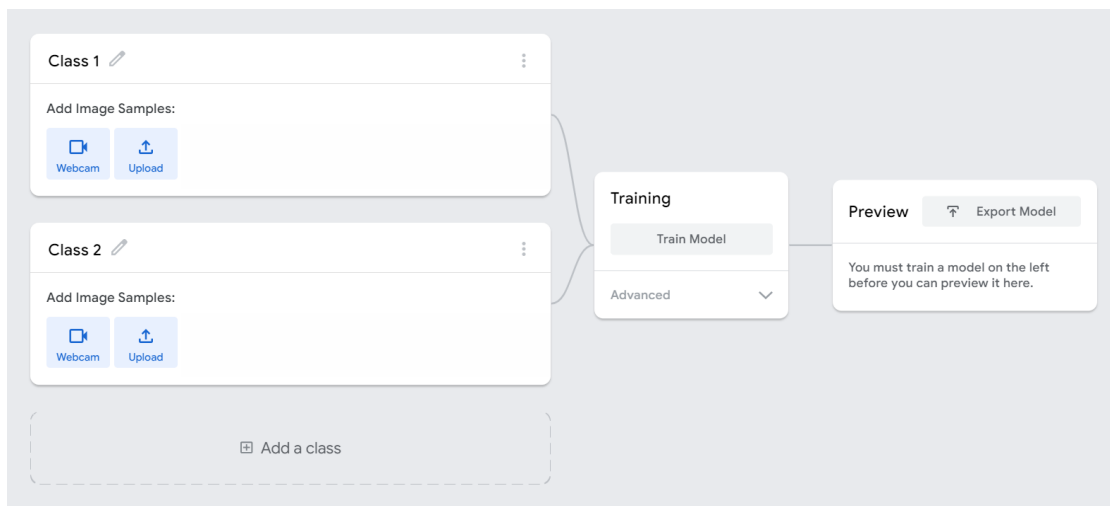 Class 1
Add Image Samples:
Webcam
Upload
Class 2
Add Image Samples:
Webcam
Upload
Add a class
Training
Train Model
Advanced
Preview
Export Model
You must train a model on the left
before you can preview it here.